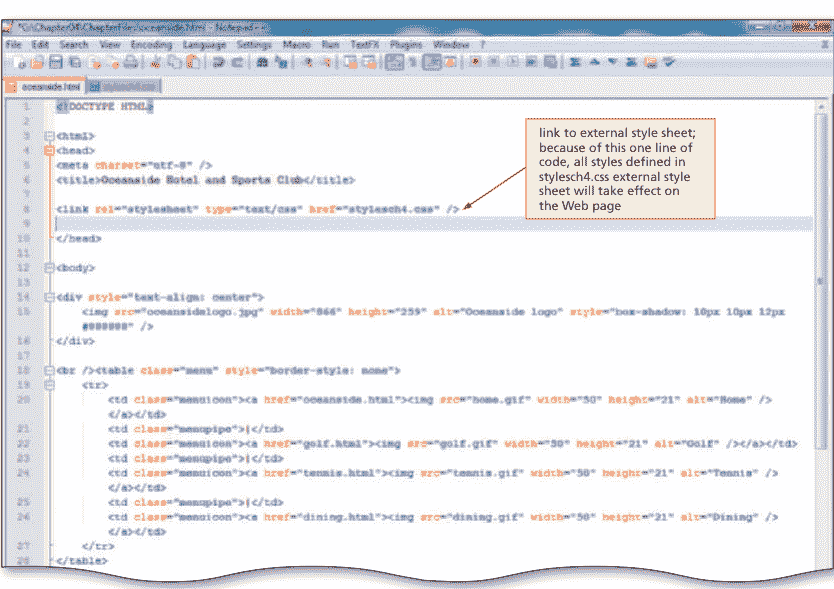 File Edit Search View Encoding Language Settings Macro Run TextFX Plugins Window ?
oceanside.html
1 <!DOCTYPE HTML>
2
3 <html>
4 <head>
5 <meta charset="utf-8" />
6 <title>Oceanside Hotel and Sports Club</title>
7
8 <link rel="stylesheet" type="text/css" href="stylesch4.css" />
9
10 </head>
11
12 <body>
13
14 <div style="text-align: center">
15 <img src="oceansidelogo.jpg" width="866" height="259" alt="Oceanside logo" style="box-shadow: 10px 10px 12px
" />
16 </div>
17
18 <br /><table class="menu" style="border-style: none">
19 <tr>
20 <td class="menuicon"><a href="oceanside.html"><img src="home.gif" width="50" height="21" alt="Home" />
</a></td>
21 <td class="menupipe">|</td>
22 <td class="menuicon"><a href="golf.html"><img src="golf.gif" width="50" height="21" alt="Golf" /></a></td>
23 <td class="menupipe">|</td>
24 <td class="menuicon"><a href="tennis.html"><img src="tennis.gif" width="50" height="21" alt="Tennis" />
</a></td>
25 <td class="menupipe">|</td>
26 <td class="menuicon"><a href="dining.html"><img src="dining.gif" width="50" height="21" alt="Dining" />
</a></td>
27 </tr>
28 </table>
link to external style sheet;
because of this one line of
code, all styles defined in
stylesch4.css external style
sheet will take effect on
the Web page